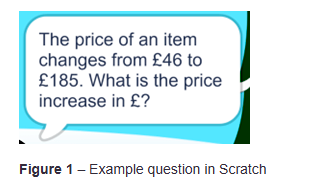 The price of an item
changes from £46 to
£185. What is the price
increase in £?
Figure 1 – Example question in Scratch